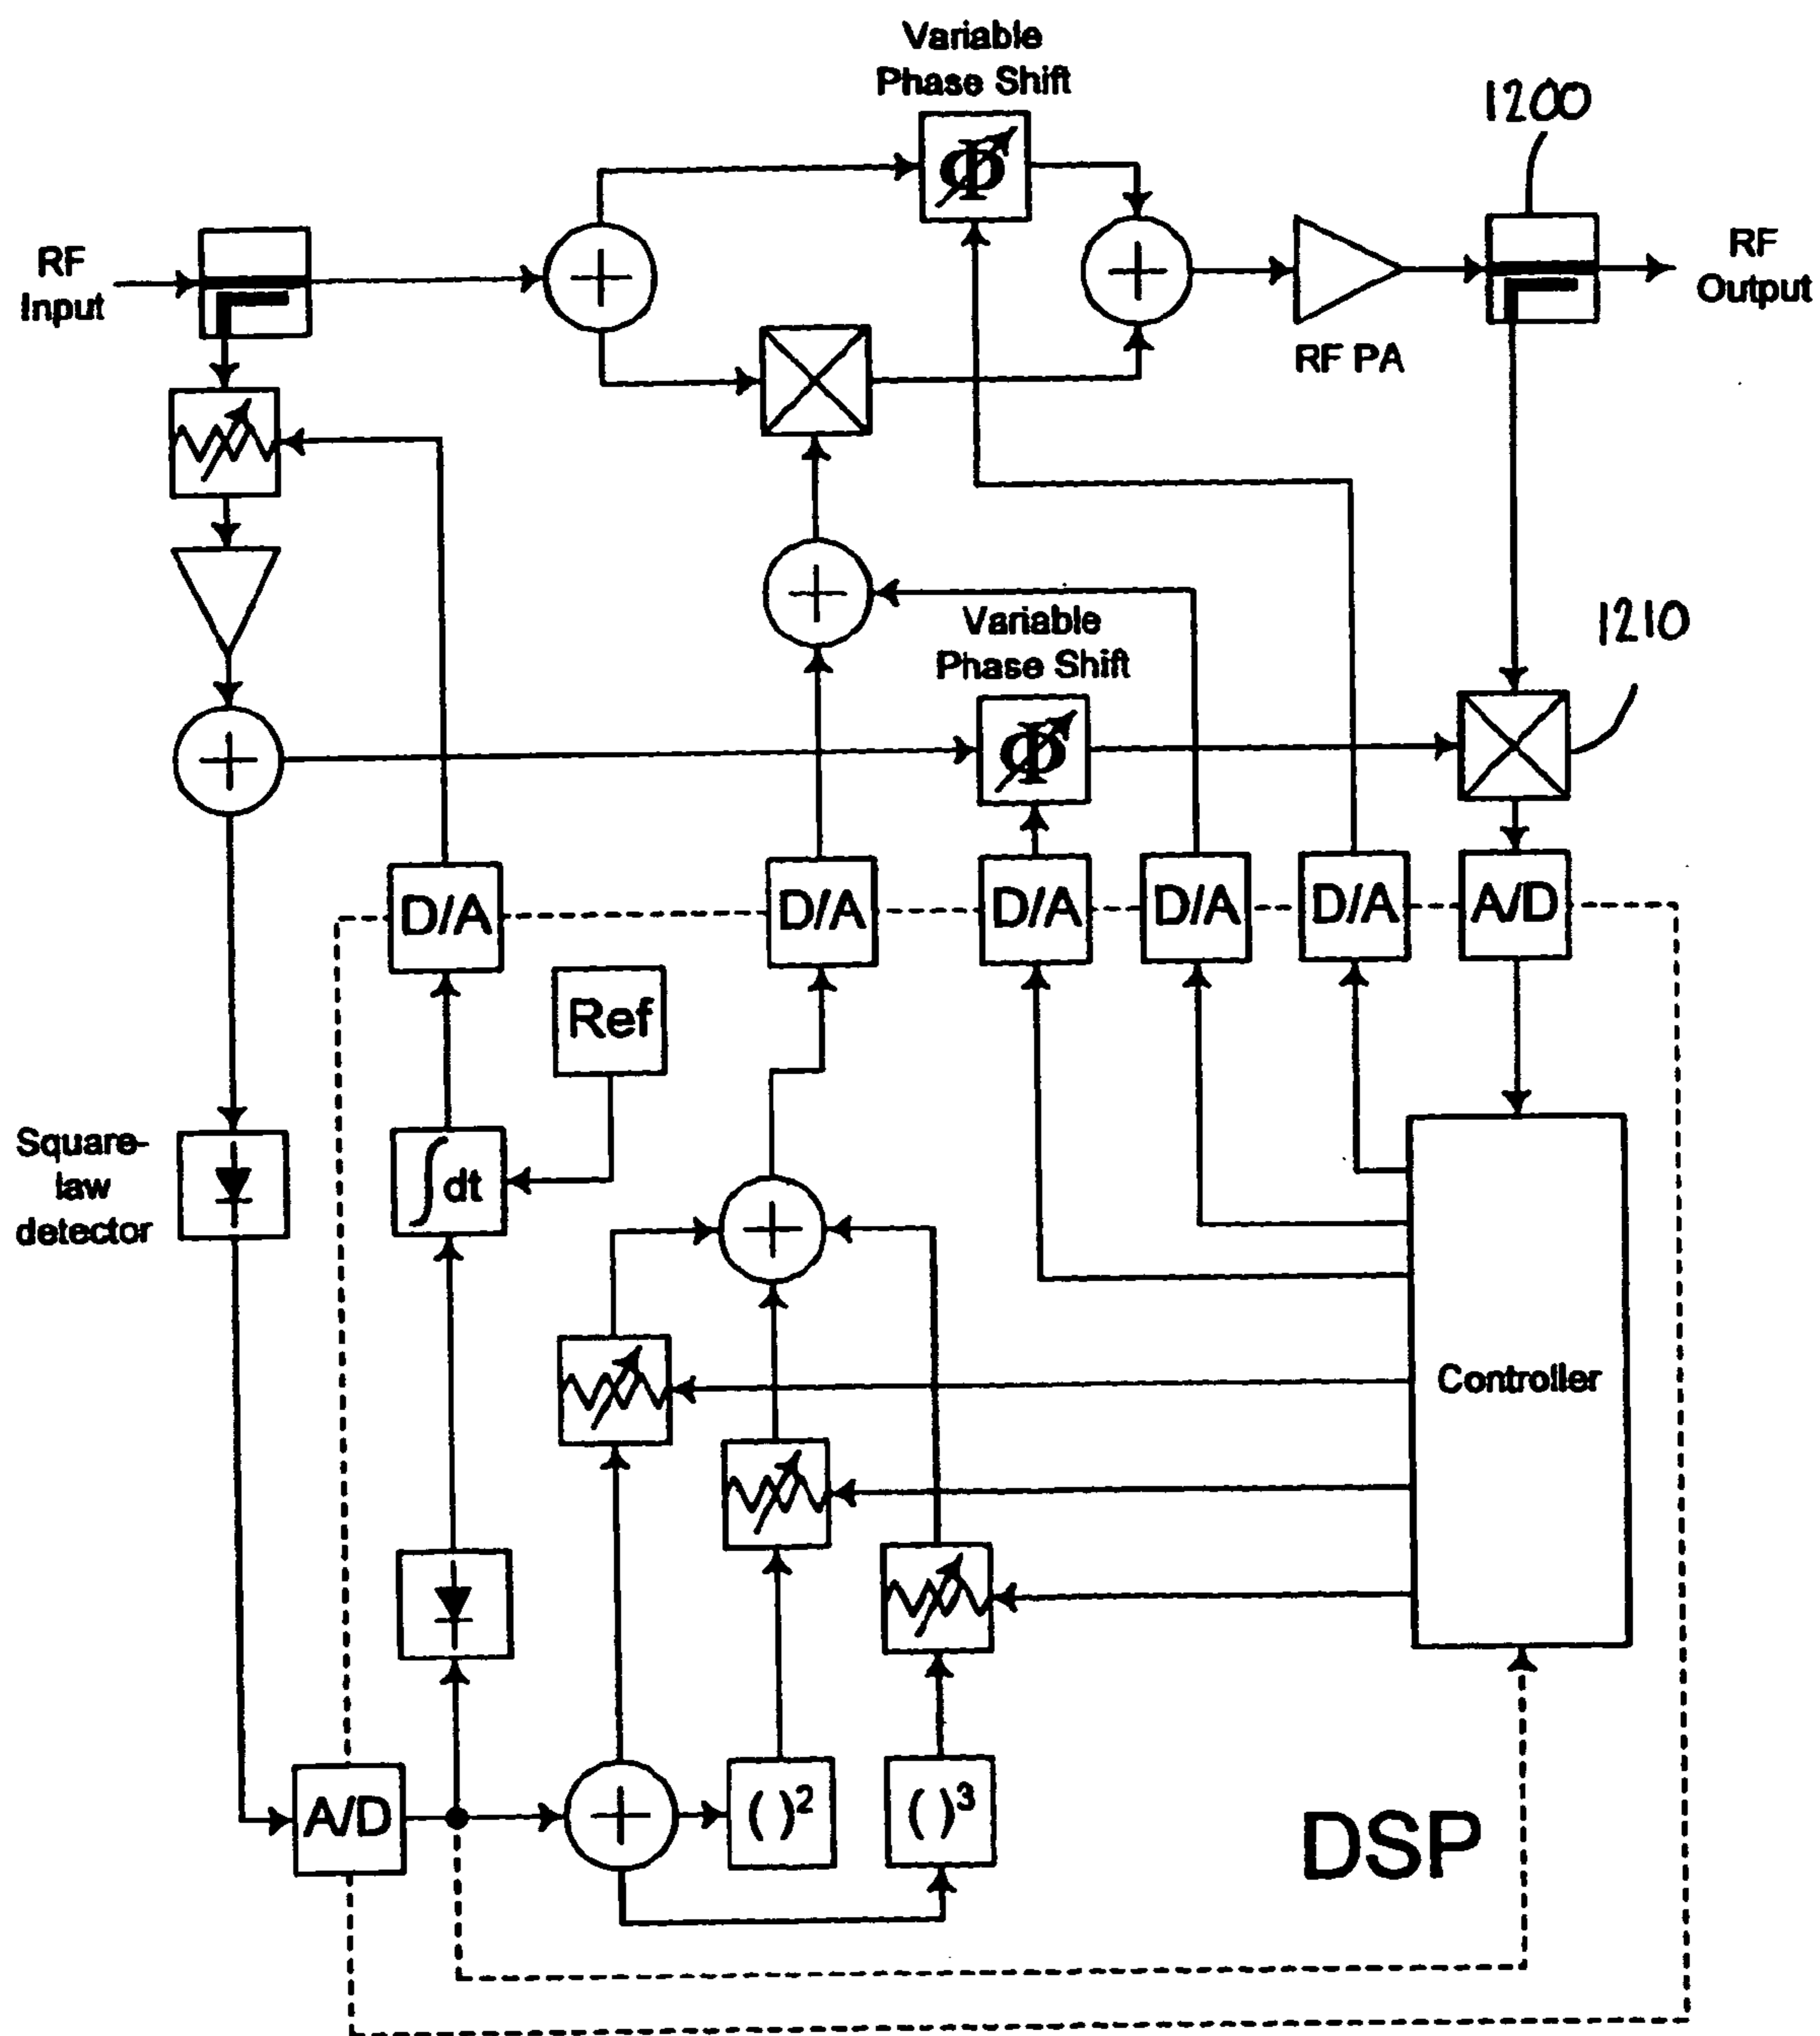 Variable
Phase Shift
1200
RF
Input
Φ
RF
Output
RF PA
Variable
Phase Shift
1210
Φ
D/A
D/A
D/A
D/A
D/A
A/D
Ref
Square-
law
detector
∫dt
Controller
A/D
( )²
( )³
DSP